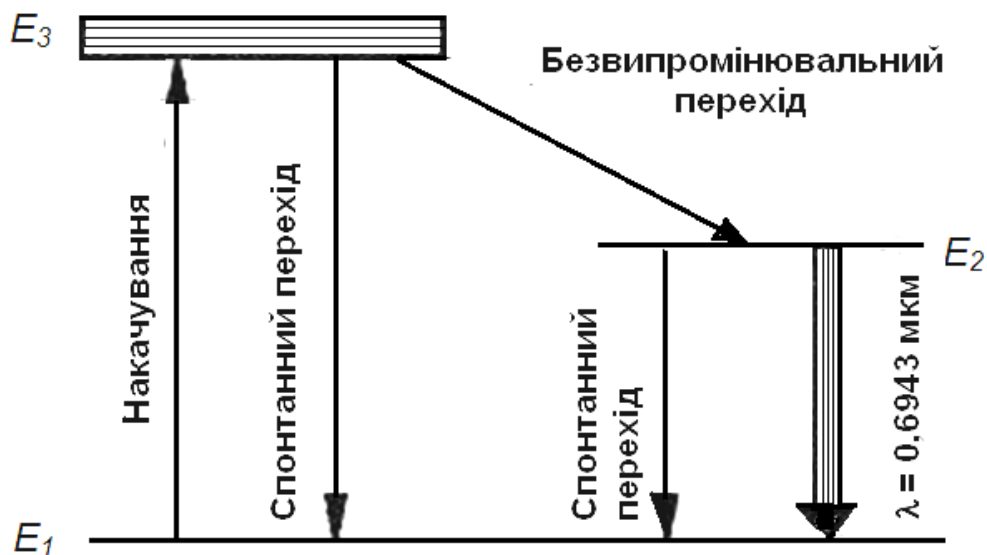 E3
Безвипромінювальний
перехід
Накачування
Спонтанний перехід
Спонтанний
перехід
λ = 0,6943 мкм
E2
E1